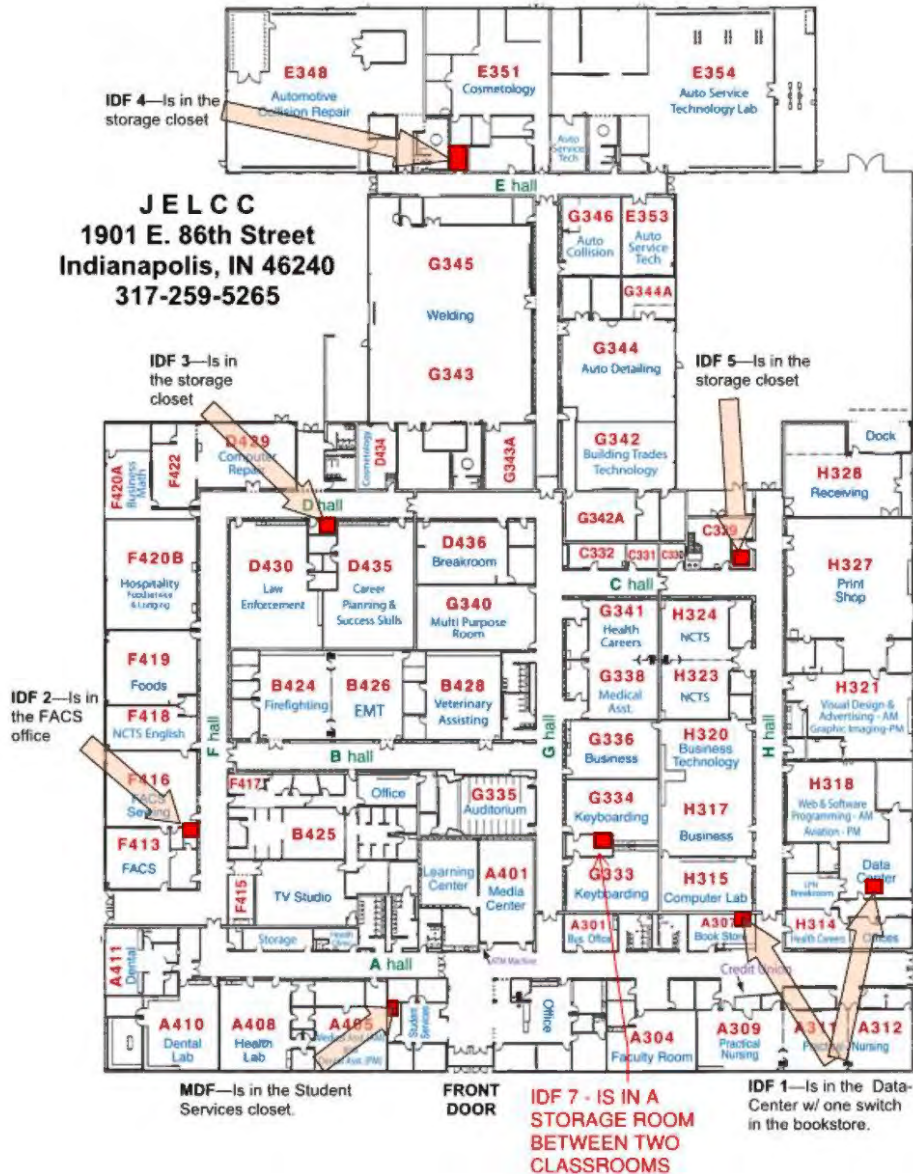 E348
Automotive
Collision Repair
E351
Cosmetology
E354
Auto Service
Technology Lab
IDF 4—Is in the
storage closet
Auto
Service
Tech
E hall
J E L C C
1901 E. 86th Street
Indianapolis, IN 46240
317-259-5265
G346
Auto
Collision
E353
Auto
Service
Tech
G345
Welding
G343
G344A
G344
Auto Detailing
IDF 3—Is in
the storage
closet
IDF 5—Is in the
storage closet
F420A
Business
Math
F422
D439
Computer
Repair
Cosmetology
D434
G343A
G342
Building Trades
Technology
Dock
H328
Receiving
D hall
G342A
C329
C332
C331
C330
C hall
F420B
Hospitality
Foodservice
& Lodging
D430
Law
Enforcement
D435
Career
Planning &
Success Skills
D436
Breakroom
G340
Multi Purpose
Room
H327
Print
Shop
G341
Health
Careers
H324
NCTS
F419
Foods
G338
Medical
Asst.
H323
NCTS
IDF 2—Is in
the FACS
office
F418
NCTS English
F hall
B424
Firefighting
B426
EMT
B428
Veterinary
Assisting
G hall
H hall
H321
Visual Design &
Advertising - AM
Graphic Imaging-PM
B hall
G336
Business
H320
Business
Technology
F416
FACS
Sewing
F417
Office
G335
Auditorium
G334
Keyboarding
H317
Business
H318
Web & Software
Programming - AM
Aviation - PM
F413
FACS
B425
TV Studio
F415
Learning
Center
A401
Media
Center
G333
Keyboarding
H315
Computer Lab
LPN
Breakroom
Data
Center
Storage
Health
Clinic
A301
Bus. Office
A307
Book Store
H314
Health Careers
Offices
A411
Dental
A hall
ATM Machine
Credit Union
A410
Dental
Lab
A408
Health
Lab
A405
Student
Services
Office
A304
Faculty Room
A309
Practical
Nursing
A311
A312
Nursing
MDF—Is in the Student
Services closet.
FRONT
DOOR
IDF 7 - IS IN A
STORAGE ROOM
BETWEEN TWO
CLASSROOMS
IDF 1—Is in the Data-
Center w/ one switch
in the bookstore.